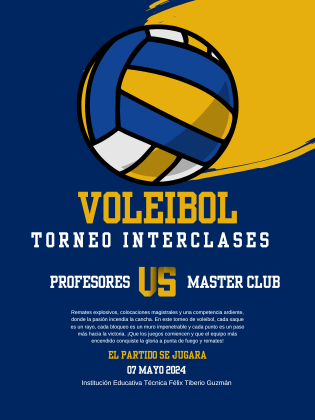 VOLEIBOL
TORNEO INTERCLASES
PROFESORES US MASTER CLUB
Remates explosivos, colocaciones magistrales y una competencia ardiente,
donde la pasión incendia la cancha. En este torneo de voleibol, cada saque
es un rayo, cada bloqueo es un muro impenetrable y cada punto es un paso
más hacia la victoria. ¡Que los juegos comiencen y que el equipo más
encendido conquiste la gloria a punta de fuego y remates!
EL PARTIDO SE JUGARA
07 MAYO 2024
Institución Educativa Técnica Félix Tiberio Guzmán